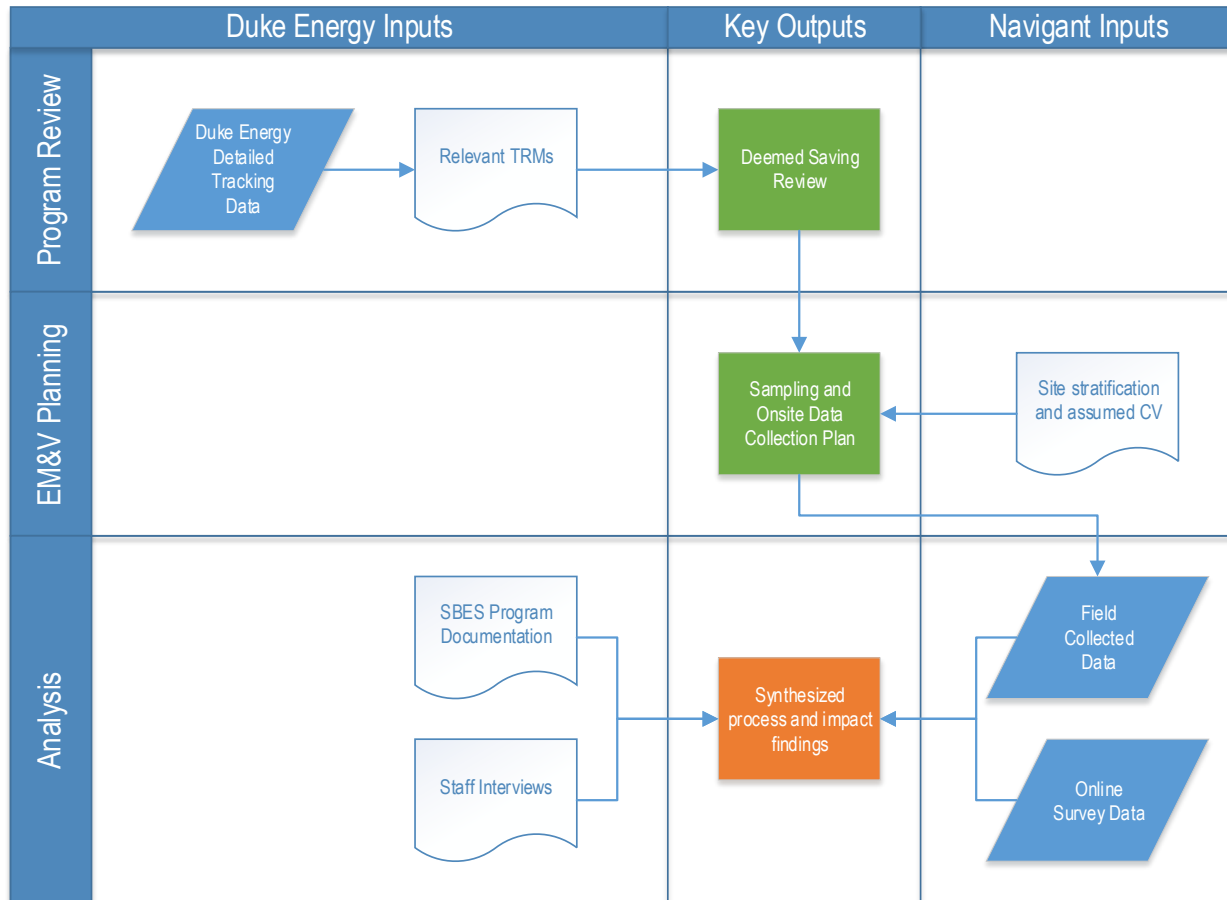 Duke Energy Inputs
Key Outputs
Navigant Inputs
Program Review
Duke Energy
Detailed
Tracking
Data
Relevant TRMs
Deemed Saving
Review
EM&V Planning
Sampling and
Onsite Data
Collection Plan
Site stratification
and assumed CV
Analysis
SBES Program
Documentation
Staff Interviews
Synthesized
process and impact
findings
Field
Collected
Data
Online
Survey Data